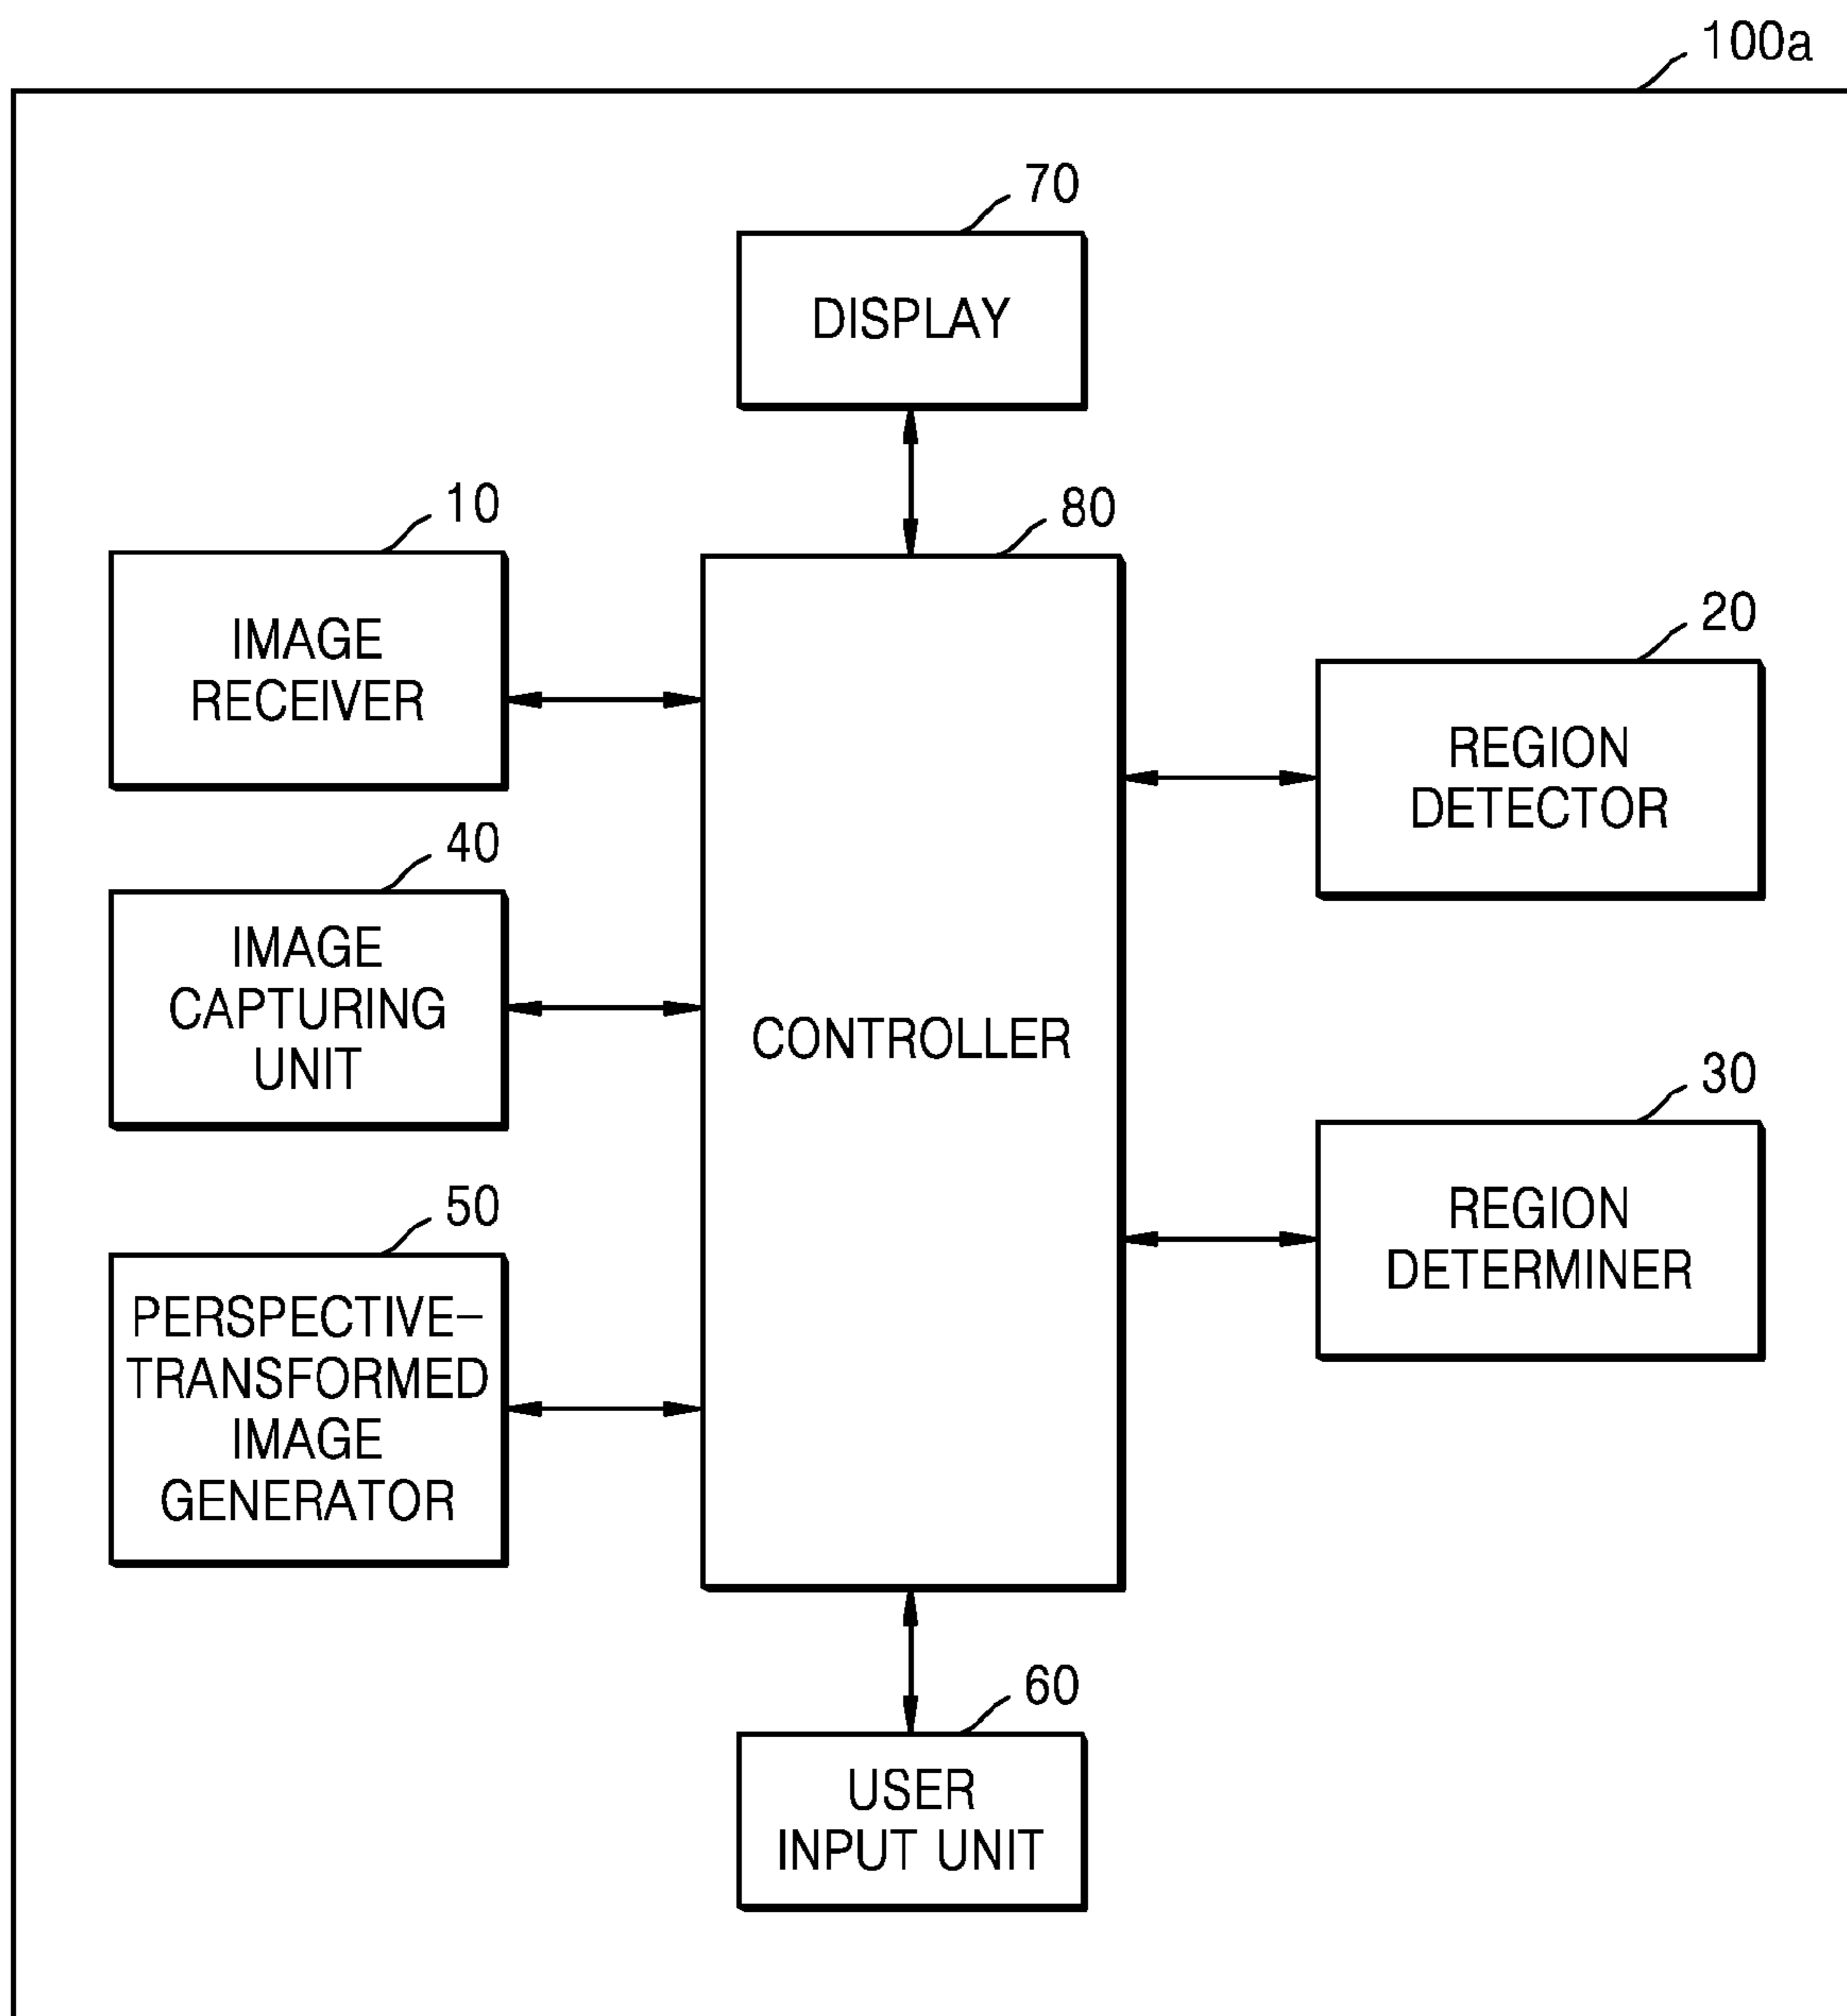 100a
70
DISPLAY
10
IMAGE
RECEIVER
80
CONTROLLER
20
REGION
DETECTOR
40
IMAGE
CAPTURING
UNIT
30
REGION
DETERMINER
50
PERSPECTIVE-
TRANSFORMED
IMAGE
GENERATOR
60
USER
INPUT UNIT